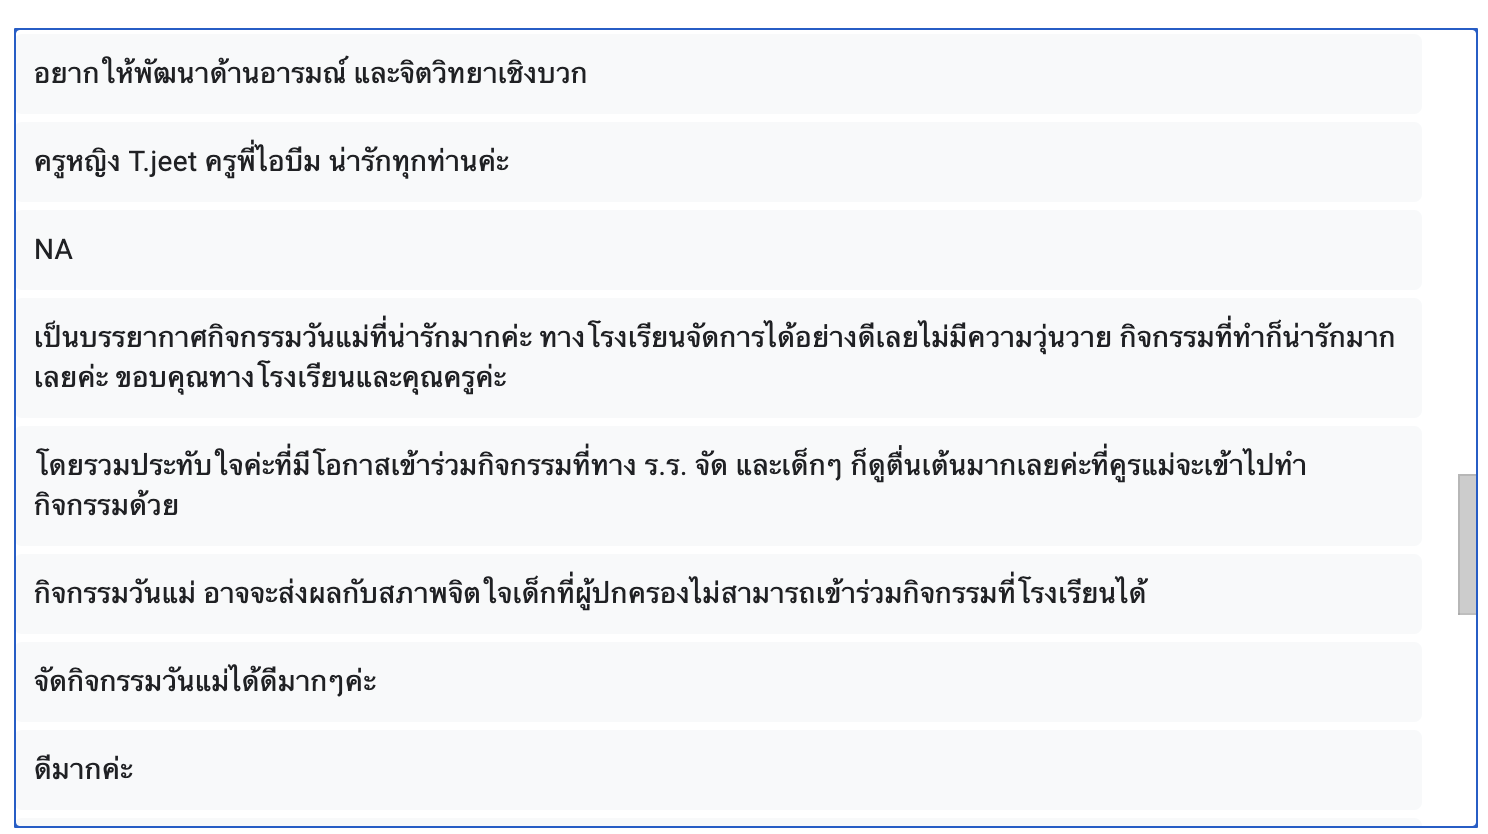 อยากให้พัฒนาด้านอารมณ์ และจิตวิทยาเชิงบวก
ครูหญิง T.jeet ครูพี่ไอบีม น่ารักทุกท่านค่ะ
NA
เป็นบรรยากาศกิจกรรมวันแม่ที่น่ารักมากค่ะ ทางโรงเรียนจัดการได้อย่างดีเลยไม่มีความวุ่นวาย กิจกรรมที่ทำก็น่ารักมาก
เลยค่ะ ขอบคุณทางโรงเรียนและคุณครูค่ะ
โดยรวมประทับใจค่ะที่มีโอกาสเข้าร่วมกิจกรรมที่ทาง ร.ร. จัด และเด็กๆ ก็ดูตื่นเต้นมากเลยค่ะที่คูรแม่จะเข้าไปทำ
กิจกรรมด้วย
กิจกรรมวันแม่ อาจจะส่งผลกับสภาพจิตใจเด็กที่ผู้ปกครองไม่สามารถเข้าร่วมกิจกรรมที่โรงเรียนได้
จัดกิจกรรมวันแม่ได้ดีมากๆค่ะ
ดีมากค่ะ